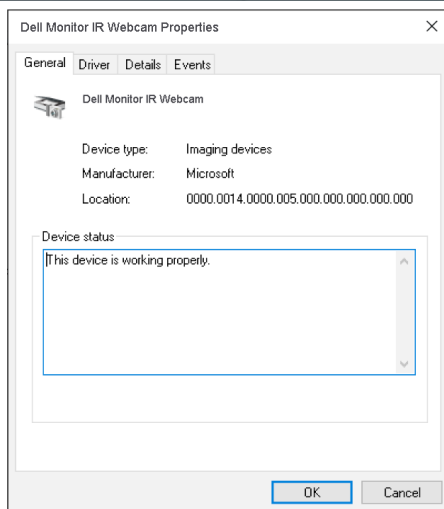 Dell Monitor IR Webcam Properties
General Driver Details Events
Dell Monitor IR Webcam
Device type: Imaging devices
Manufacturer: Microsoft
Location: 0000.0014.0000.005.000.000.000.000.000
Device status
This device is working properly.
OK Cancel